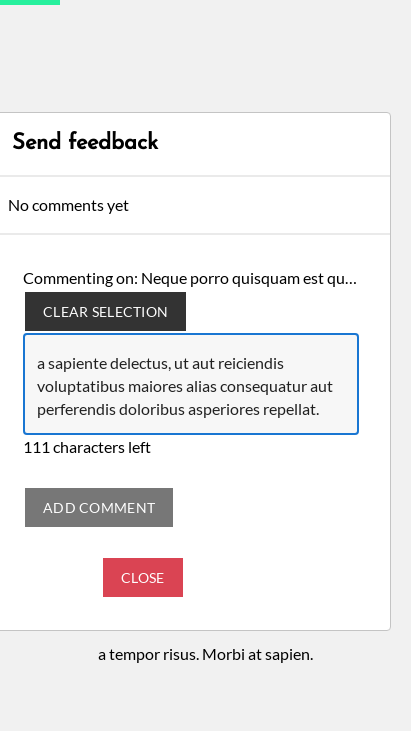 Send feedback
No comments yet
Commenting on: Neque porro quisquam est qu…
CLEAR SELECTION
a sapiente delectus, ut aut reiciendis
voluptatibus maiores alias consequatur aut
perferendis doloribus asperiores repellat.
111 characters left
ADD COMMENT
CLOSE
a tempor risus. Morbi at sapien.